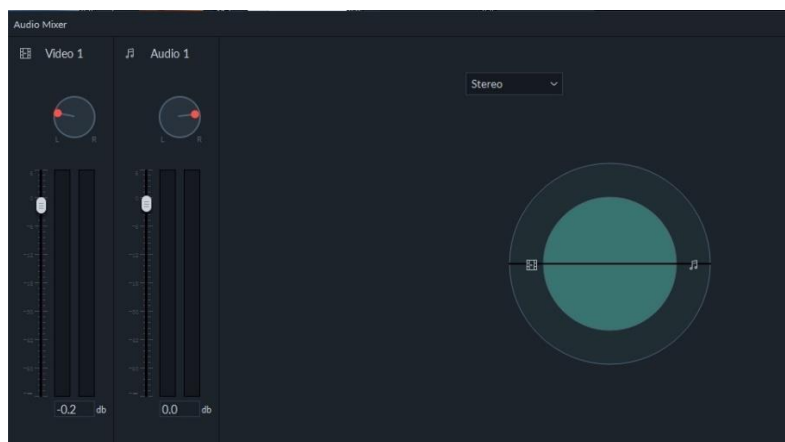 Audio Mixer
Video 1
Audio 1
Stereo
L R
L R
-0.2 db
0.0 db